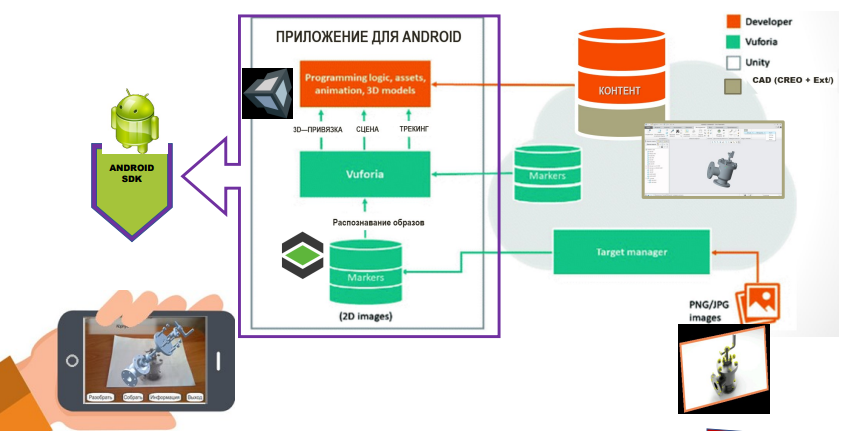 ПРИЛОЖЕНИЕ ДЛЯ ANDROID
Programming logic, assets,
animation, 3D models
3D—ПРИВЯЗКА
СЦЕНА
ТРЕКИНГ
Vuforia
Распознавание образов
Markers
(2D images)
ANDROID
SDK
КОНТЕНТ
Markers
Target manager
PNG/JPG
images
Developer
Vuforia
Unity
CAD (CREO + Ext/)
Разобрать
Собрать
Информация
Выход